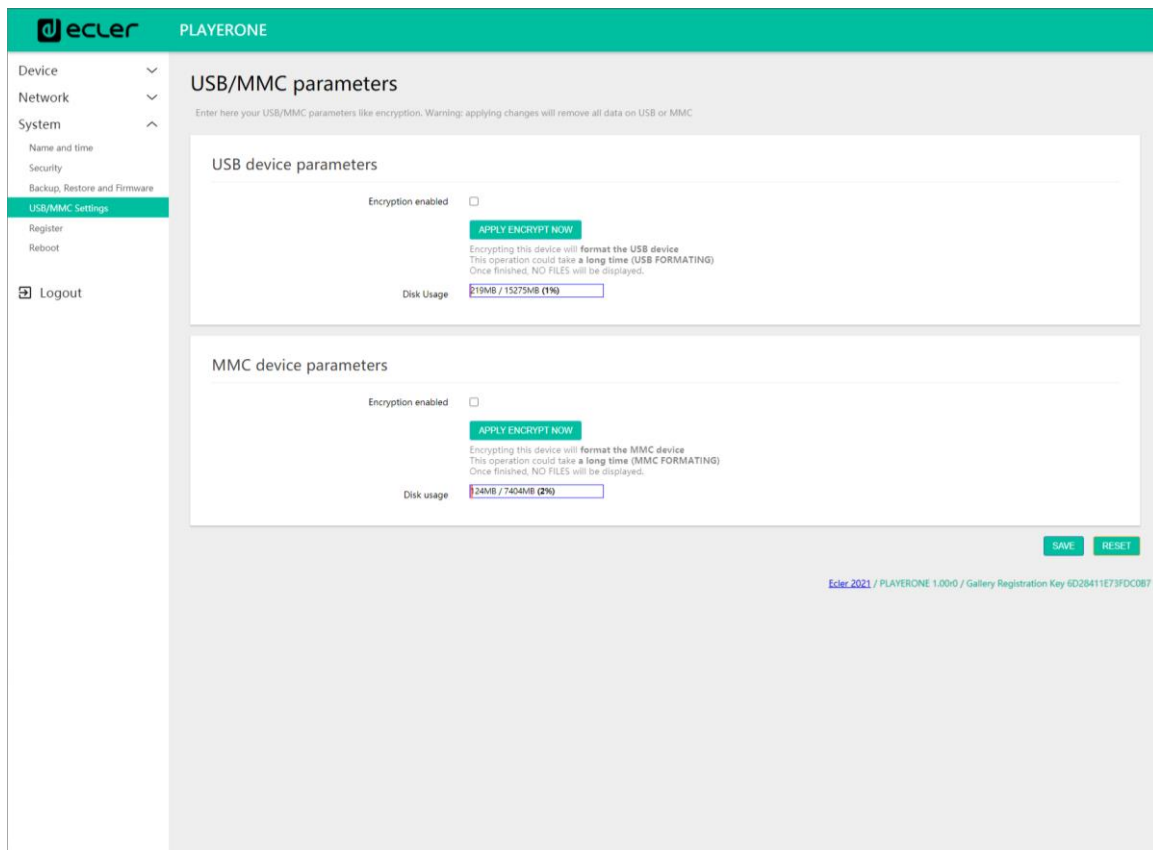 ecler
PLAYERONE
Device
Network
System
Name and time
Security
Backup, Restore and Firmware
USB/MMC Settings
Register
Reboot
Logout
USB/MMC parameters
Enter here your USB/MMC parameters like encryption. Warning: applying changes will remove all data on USB or MMC
USB device parameters
Encryption enabled
APPLY ENCRYPT NOW
Encrypting this device will format the USB device
This operation could take a long time (USB FORMATING)
Once finished, NO FILES will be displayed.
Disk Usage 219MB / 15275MB (1%)
MMC device parameters
Encryption enabled
APPLY ENCRYPT NOW
Encrypting this device will format the MMC device
This operation could take a long time (MMC FORMATING)
Once finished, NO FILES will be displayed.
Disk usage 124MB / 7404MB (2%)
SAVE RESET
Ecler 2021 / PLAYERONE 1.00r0 / Gallery Registration Key 6D28411E73FDC0B7